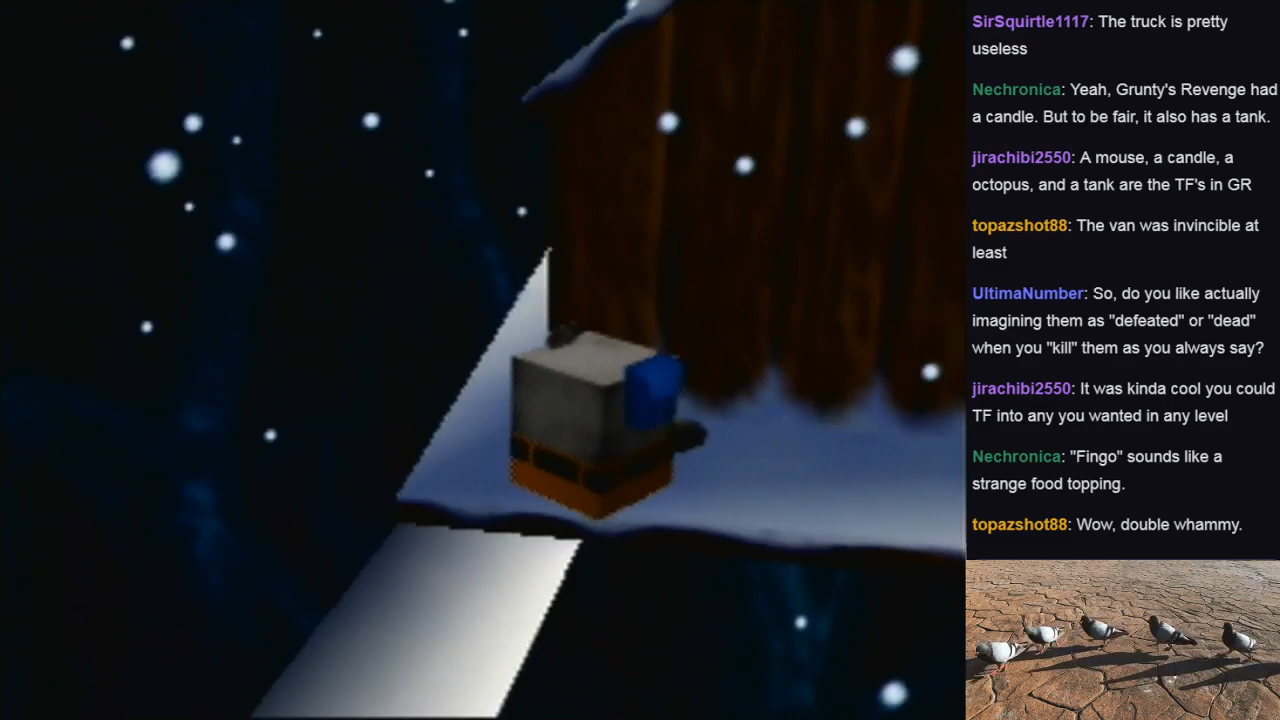 SirSquirtle1117: The truck is pretty
useless
Nechronica: Yeah, Grunty's Revenge had
a candle. But to be fair, it also has a tank.
jirachibi2550: A mouse, a candle, a
octopus, and a tank are the TF's in GR
topazshot88: The van was invincible at
least
UltimaNumber: So, do you like actually
imagining them as "defeated" or "dead"
when you "kill" them as you always say?
jirachibi2550: It was kinda cool you could
TF into any you wanted in any level
Nechronica: "Fingo" sounds like a
strange food topping.
topazshot88: Wow, double whammy.